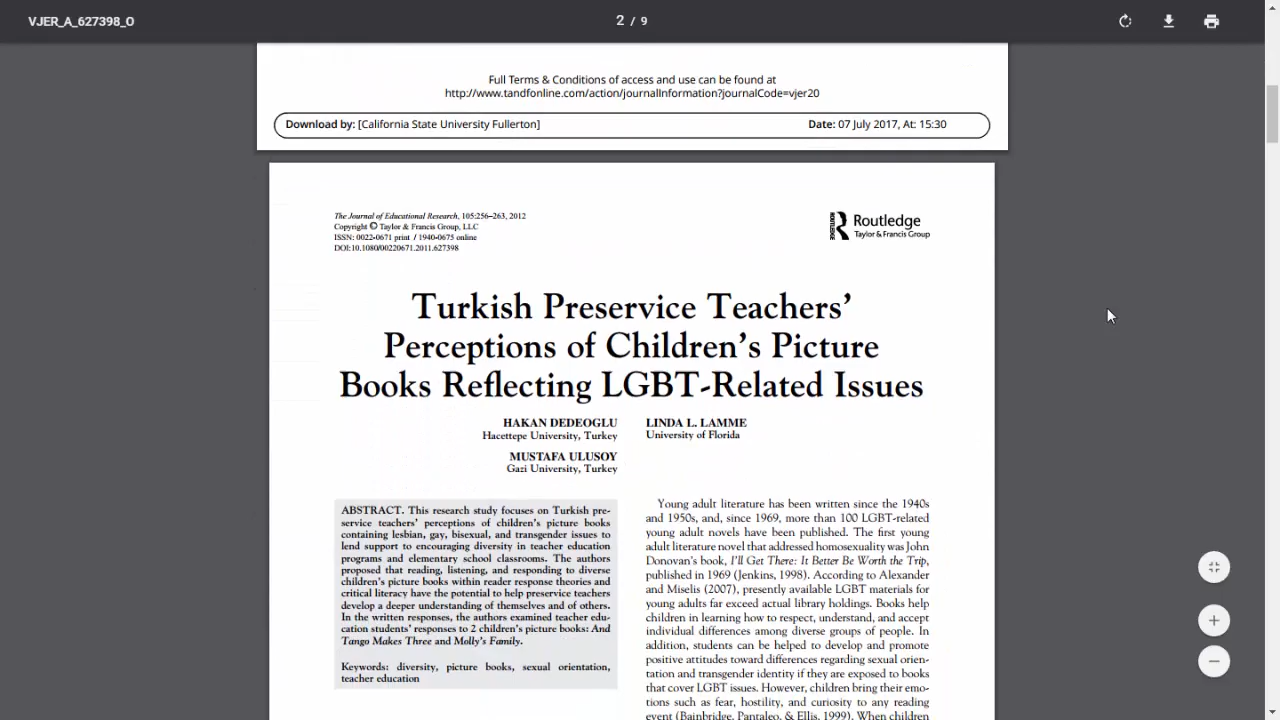 VJER_A_627398_O
2 / 9
Full Terms & Conditions of access and use can be found at
http://www.tandfonline.com/action/journalInformation?journalCode=vjer20
Download by: [California State University Fullerton]
Date: 07 July 2017, At: 15:30
The Journal of Educational Research, 105:256–263, 2012
Copyright © Taylor & Francis Group, LLC
ISSN: 0022-0671 print / 1940-0675 online
DOI:10.1080/00220671.2011.627398
ROUTLEDGE
Routledge
Taylor & Francis Group
Turkish Preservice Teachers’
Perceptions of Children’s Picture
Books Reflecting LGBT-Related Issues
HAKAN DEDEOGLU
Hacettepe University, Turkey
MUSTAFA ULUSOY
Gazi University, Turkey
LINDA L. LAMME
University of Florida
ABSTRACT. This research study focuses on Turkish pre-
service teachers’ perceptions of children’s picture books
containing lesbian, gay, bisexual, and transgender issues to
lend support to encouraging diversity in teacher education
programs and elementary school classrooms. The authors
proposed that reading, listening, and responding to diverse
children’s picture books within reader response theories and
critical literacy have the potential to help preservice teachers
develop a deeper understanding of themselves and of others.
In the written responses, the authors examined teacher edu-
cation students’ responses to 2 children’s picture books: And
Tango Makes Three and Molly’s Family.
Keywords: diversity, picture books, sexual orientation,
teacher education
Young adult literature has been written since the 1940s
and 1950s, and, since 1969, more than 100 LGBT-related
young adult novels have been published. The first young
adult literature novel that addressed homosexuality was John
Donovan’s book, I’ll Get There: It Better Be Worth the Trip,
published in 1969 (Jenkins, 1998). According to Alexander
and Miselis (2007), presently available LGBT materials for
young adults far exceed actual library holdings. Books help
children in learning how to respect, understand, and accept
individual differences among diverse groups of people. In
addition, students can be helped to develop and promote
positive attitudes toward differences regarding sexual orien-
tation and transgender identity if they are exposed to books
that cover LGBT issues. However, children bring their emo-
tions such as fear, hostility, and curiosity to any reading
event (Bainbridge, Pantaleo, & Ellis, 1999). When children